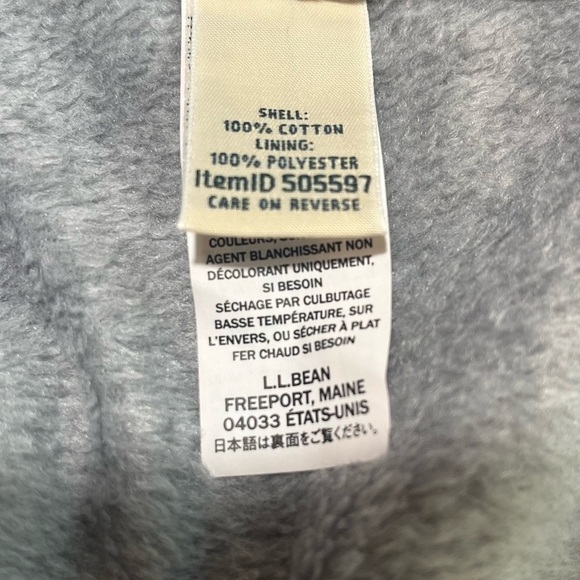 SHELL:
100% COTTON
LINING:
100% POLYESTER
ItemID 505597
CARE ON REVERSE
COULEURS,
AGENT BLANCHISSANT NON
DÉCOLORANT UNIQUEMENT,
SI BESOIN
SÉCHAGE PAR CULBUTAGE
BASSE TEMPÉRATURE, SUR
L'ENVERS, OU SÉCHER À PLAT
FER CHAUD SI BESOIN
L.L.BEAN
FREEPORT, MAINE
04033 ÉTATS-UNIS
日本語は裏面をご覧ください。